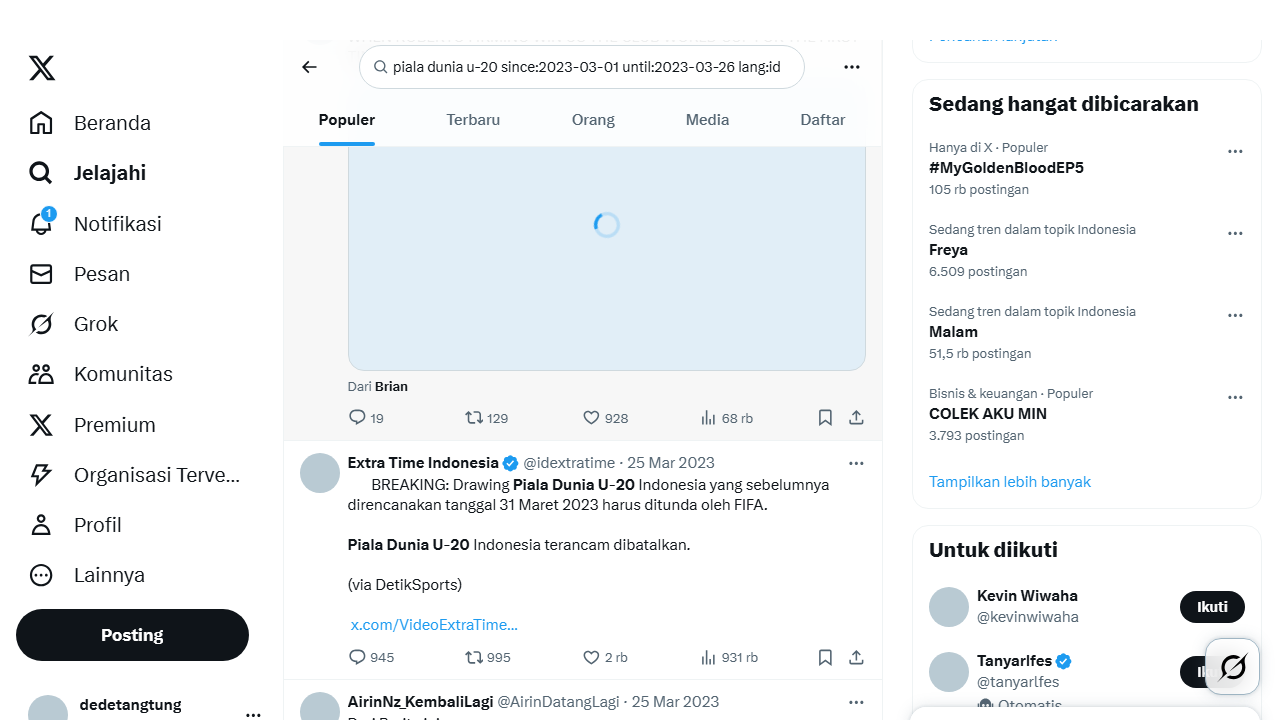 Beranda
Jelajahi
1
Notifikasi
Pesan
Grok
Komunitas
Premium
Organisasi Terve...
Profil
Lainnya
Posting
dedetangtung
piala dunia u-20 since:2023-03-01 until:2023-03-26 lang:id
Populer
Terbaru
Orang
Media
Daftar
Dari Brian
19
129
928
68 rb
Extra Time Indonesia @idextratime · 25 Mar 2023
BREAKING: Drawing Piala Dunia U-20 Indonesia yang sebelumnya
direncanakan tanggal 31 Maret 2023 harus ditunda oleh FIFA.
Piala Dunia U-20 Indonesia terancam dibatalkan.
(via DetikSports)
x.com/VideoExtraTime...
945
995
2 rb
931 rb
AirinNz_KembaliLagi @AirinDatangLagi · 25 Mar 2023
Sedang hangat dibicarakan
Hanya di X · Populer
#MyGoldenBloodEP5
105 rb postingan
Sedang tren dalam topik Indonesia
Freya
6.509 postingan
Sedang tren dalam topik Indonesia
Malam
51,5 rb postingan
Bisnis & keuangan · Populer
COLEK AKU MIN
3.793 postingan
Tampilkan lebih banyak
Untuk diikuti
Kevin Wiwaha
@kevinwiwaha
Ikuti
Tanyarlfes
@tanyarlfes
Otomatis